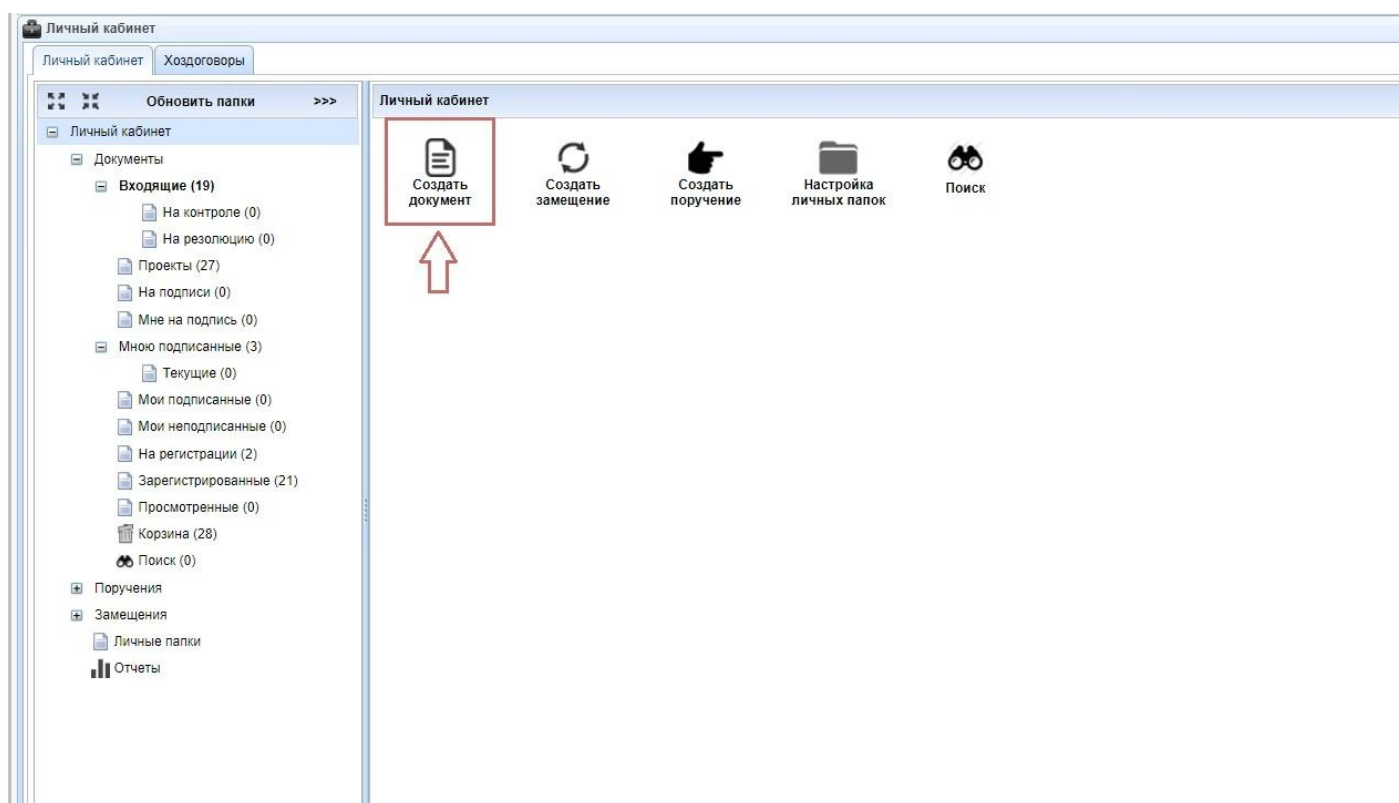 Личный кабинет
Личный кабинет
Хоздоговоры
Обновить папки >>>
Личный кабинет
Документы
Входящие (19)
На контроле (0)
На резолюцию (0)
Проекты (27)
На подписи (0)
Мне на подпись (0)
Мною подписанные (3)
Текущие (0)
Мои подписанные (0)
Мои неподписанные (0)
На регистрации (2)
Зарегистрированные (21)
Просмотренные (0)
Корзина (28)
Поиск (0)
Поручения
Замещения
Личные папки
Отчеты
Личный кабинет
Создать
документ
Создать
замещение
Создать
поручение
Настройка
личных папок
Поиск